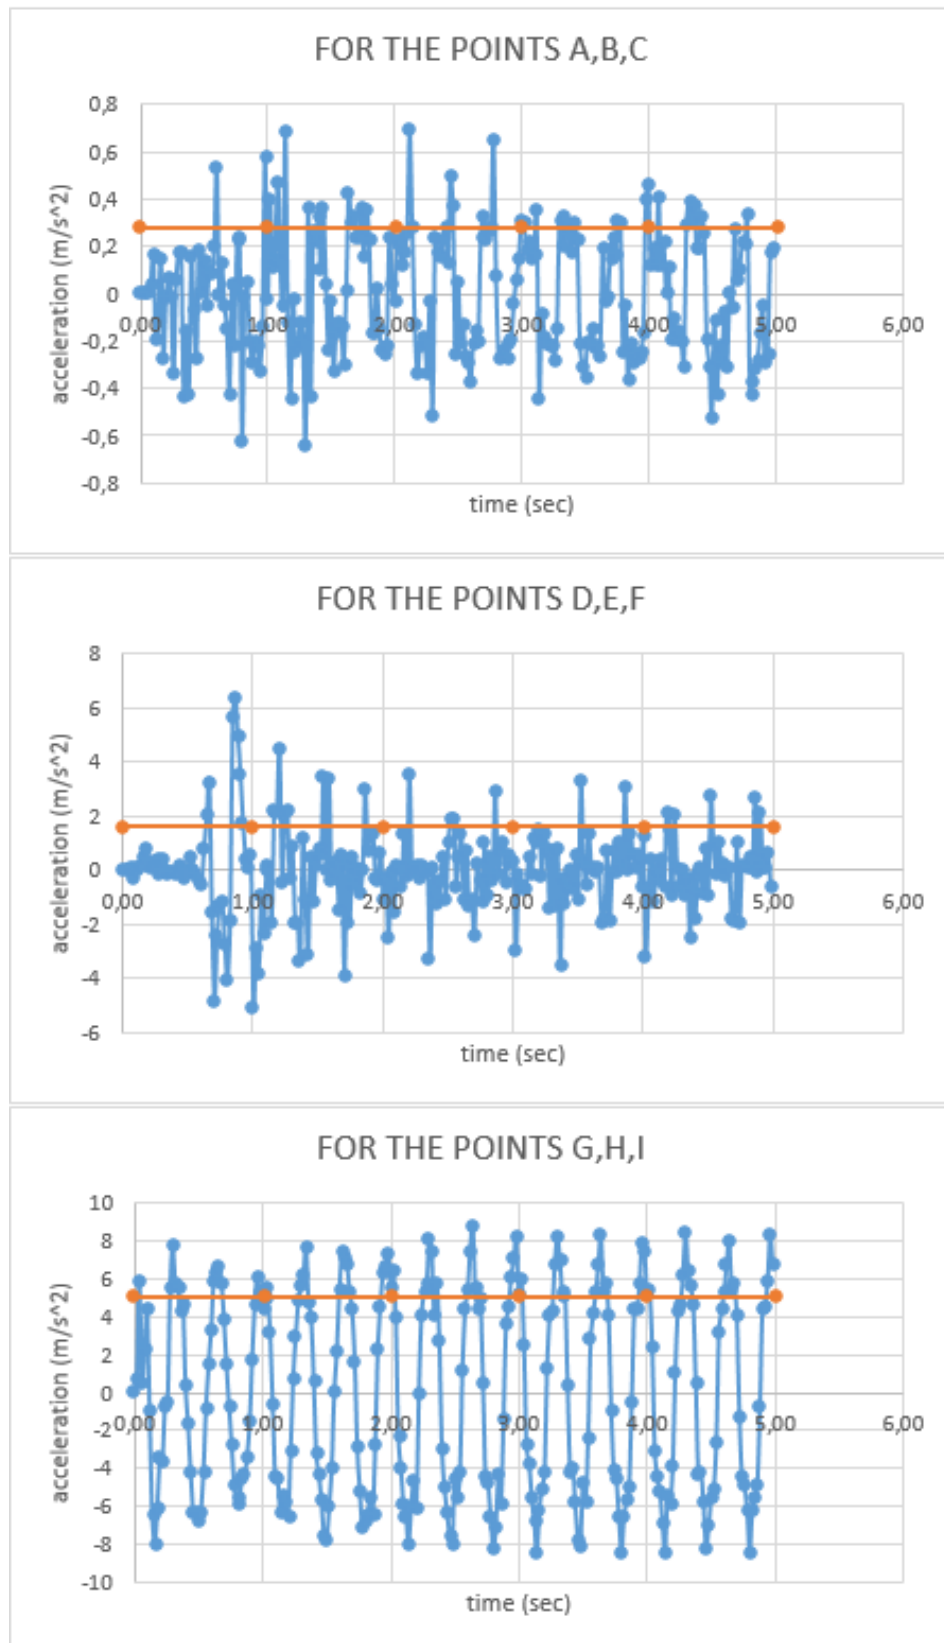 FOR THE POINTS A,B,C
0,8
0,6
0,4
0,2
0
-0,2
-0,4
-0,6
-0,8
acceleration (m/s^2)
0,00 1,00 2,00 3,00 4,00 5,00 6,00
time (sec)
FOR THE POINTS D,E,F
8
6
4
2
0
-2
-4
-6
acceleration (m/s^2)
0,00 1,00 2,00 3,00 4,00 5,00 6,00
time (sec)
FOR THE POINTS G,H,I
10
8
6
4
2
0
-2
-4
-6
-8
-10
acceleration (m/s^2)
0,00 1,00 2,00 3,00 4,00 5,00 6,00
time (sec)